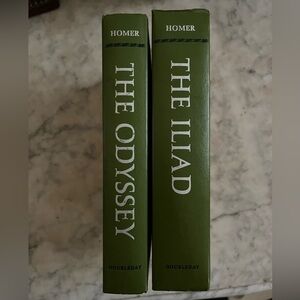 HOMER
THE ODYSSEY
DOUBLEDAY
HOMER
THE ILIAD
DOUBLEDAY